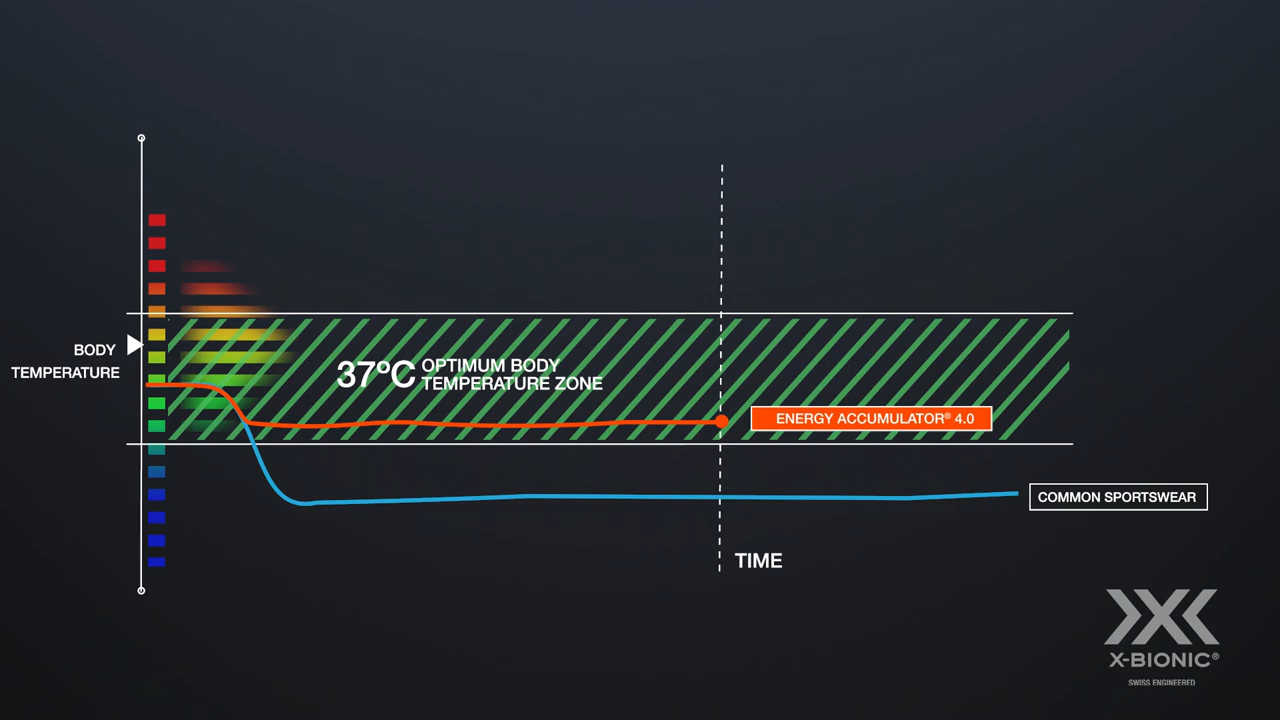 BODY
TEMPERATURE
37°C OPTIMUM BODY
TEMPERATURE ZONE
ENERGY ACCUMULATOR® 4.0
COMMON SPORTSWEAR
TIME
X-BIONIC®
SWISS ENGINEERED